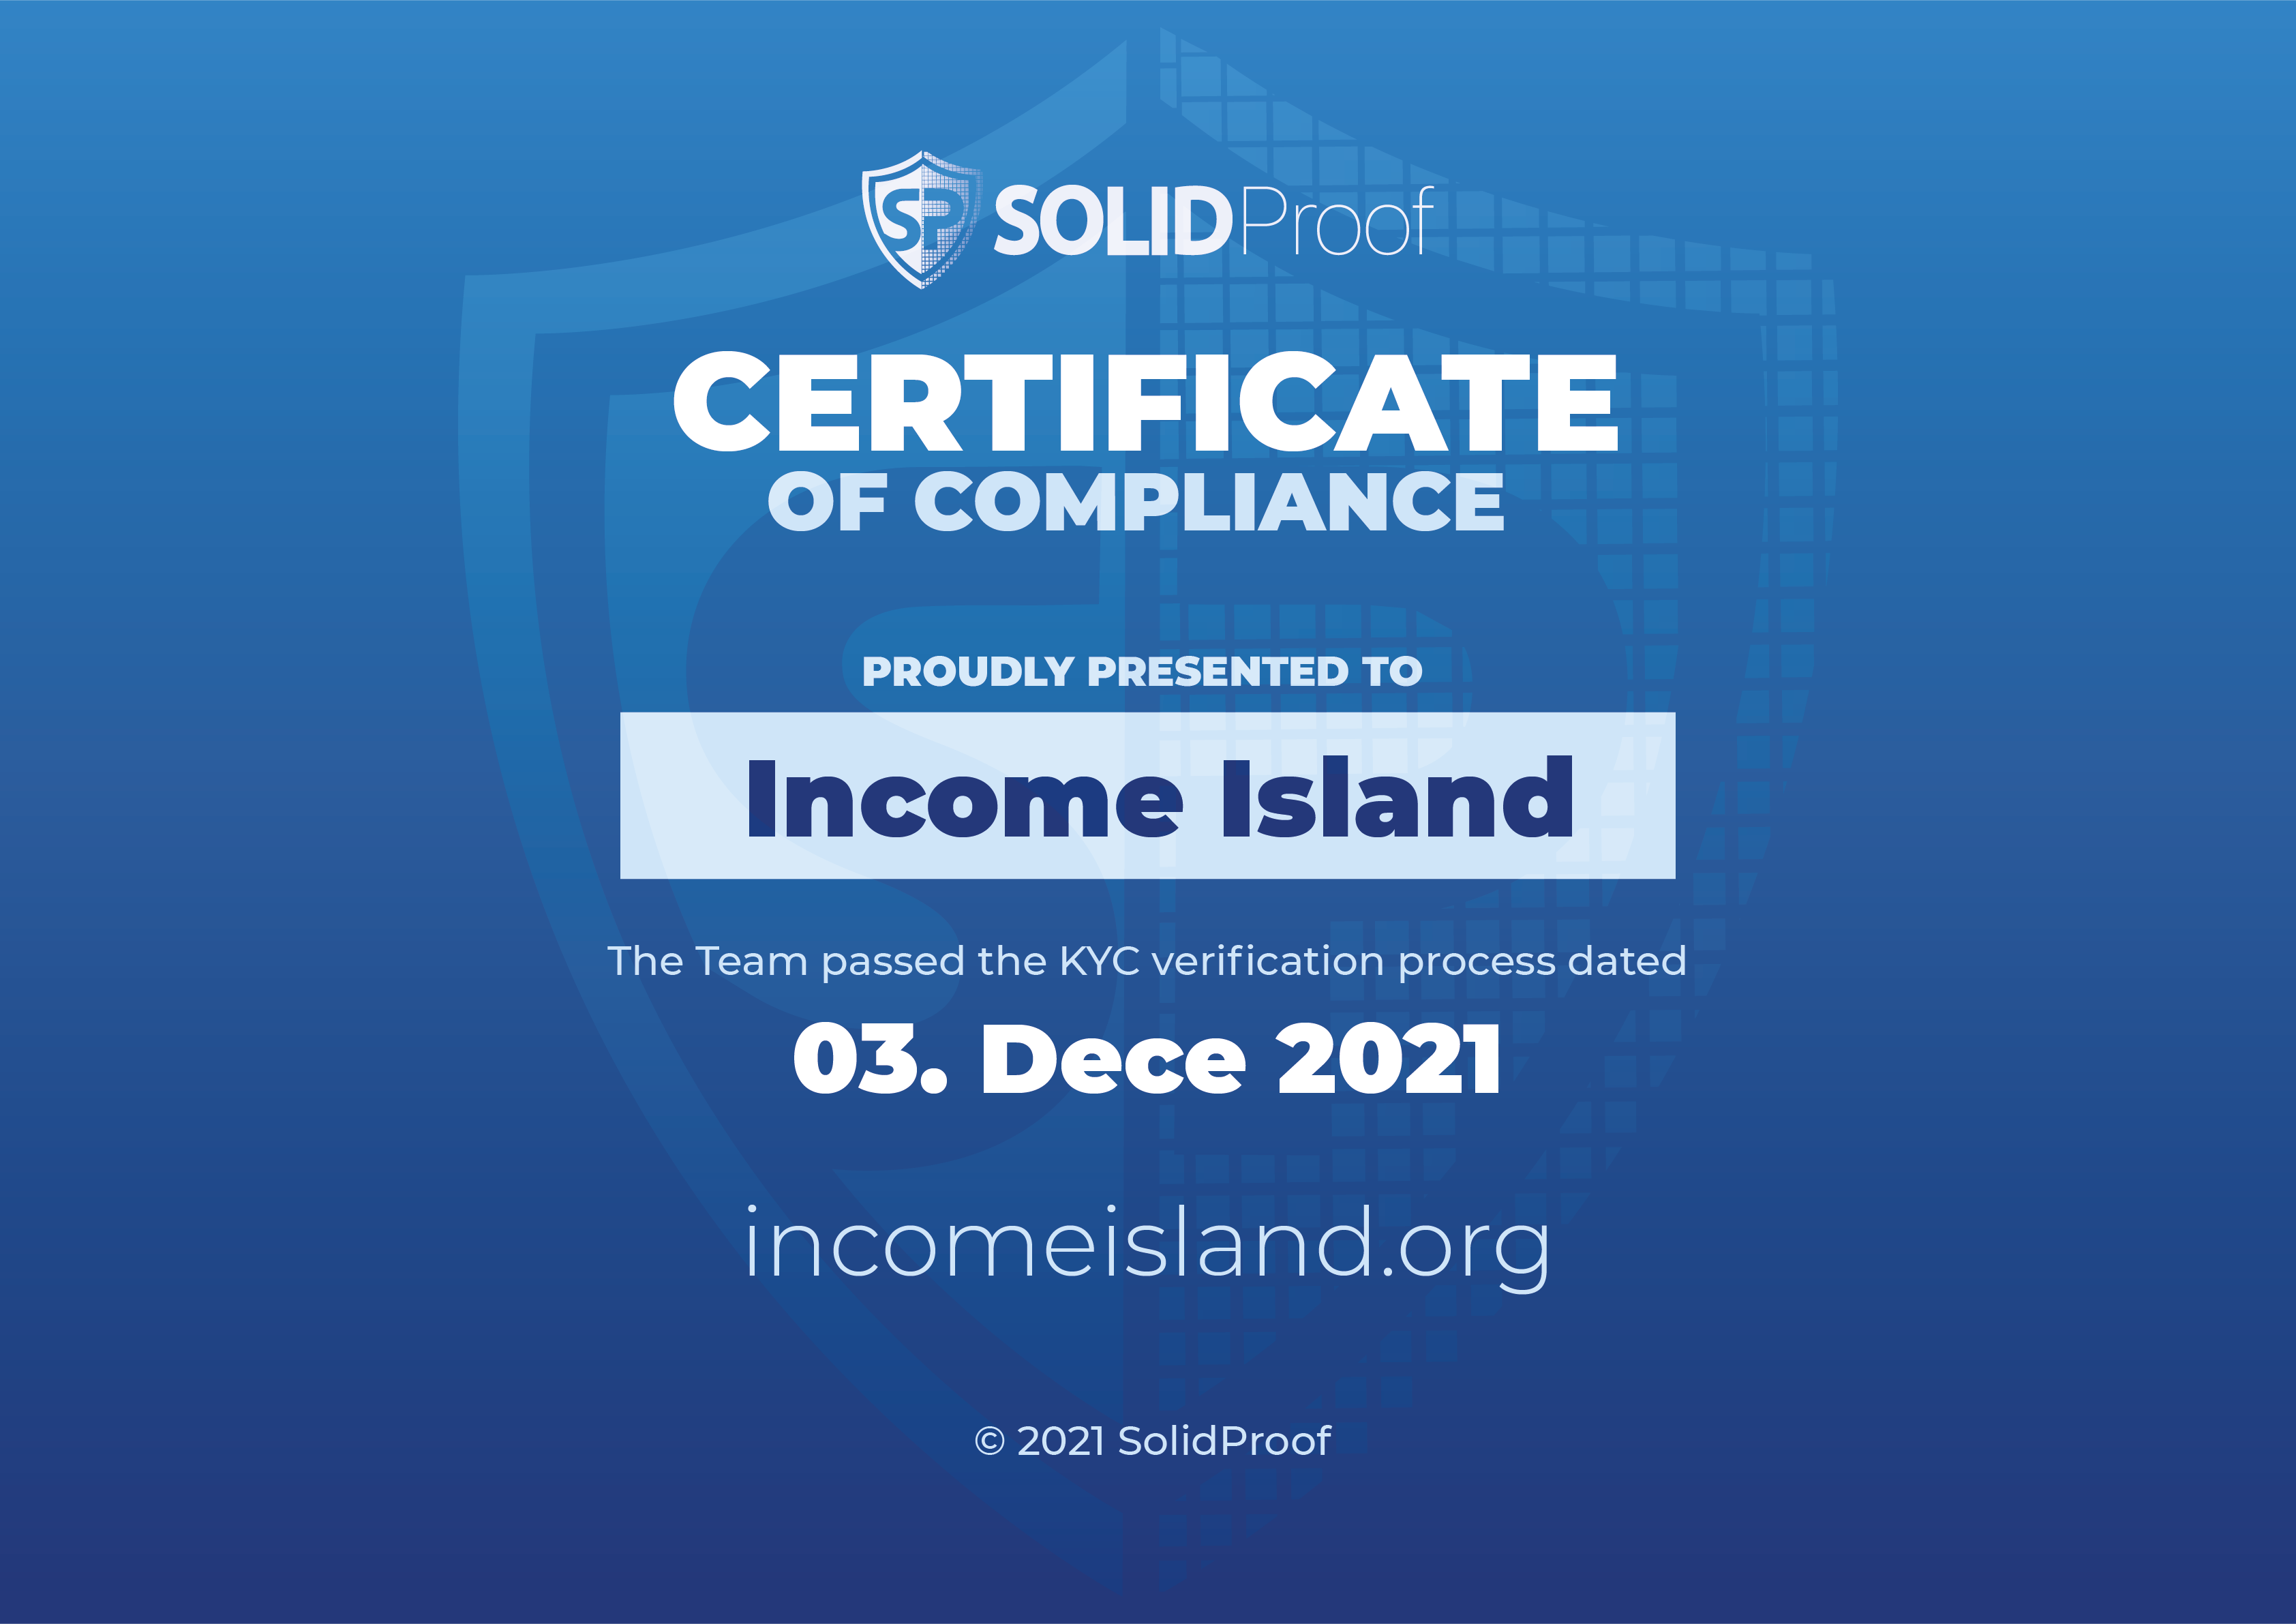 SP SOLIDProof
CERTIFICATE
OF COMPLIANCE
PROUDLY PRESENTED TO
Income Island
The Team passed the KYC verification process dated
03. Dece 2021
incomeisland.org
© 2021 SolidProof